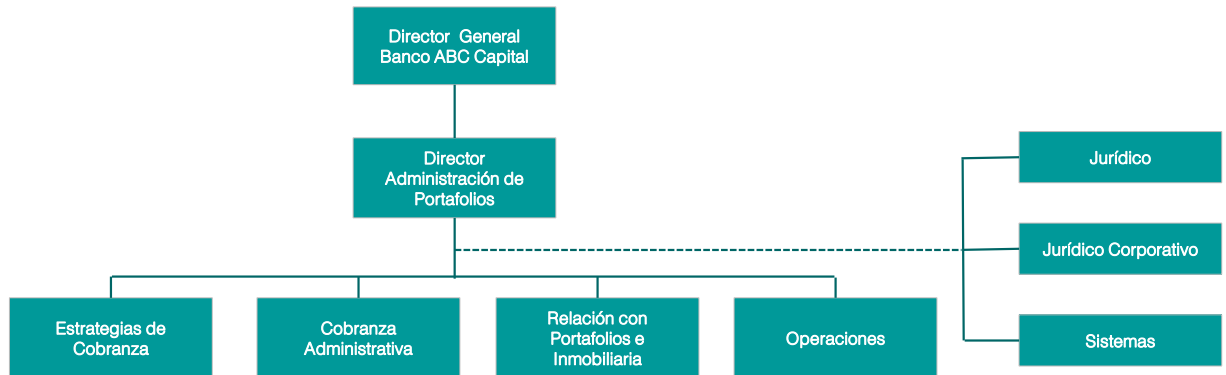 Director General
Banco ABC Capital
Director
Administración de
Portafolios
Jurídico
Jurídico Corporativo
Estrategias de
Cobranza
Cobranza
Administrativa
Relación con
Portafolios e
Inmobiliaria
Operaciones
Sistemas